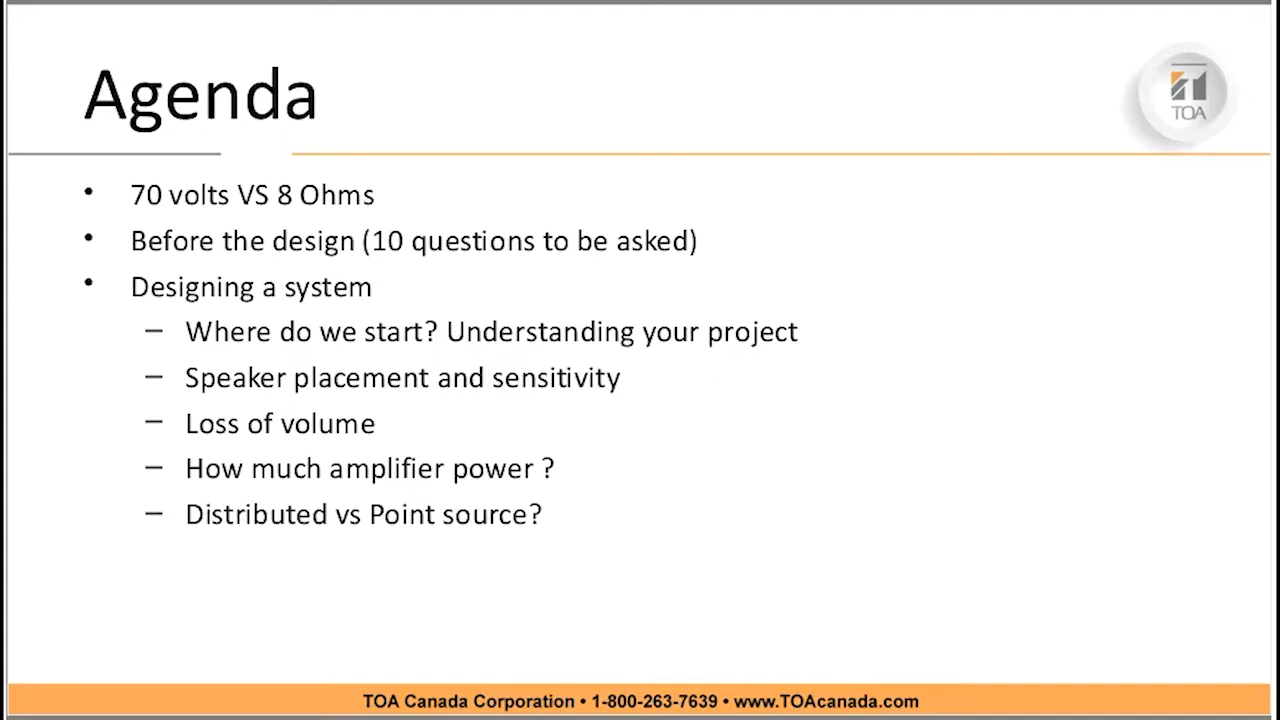 Agenda
TOA
• 70 volts VS 8 Ohms
• Before the design (10 questions to be asked)
• Designing a system
– Where do we start? Understanding your project
– Speaker placement and sensitivity
– Loss of volume
– How much amplifier power ?
– Distributed vs Point source?
TOA Canada Corporation • 1-800-263-7639 • www.TOAcanada.com